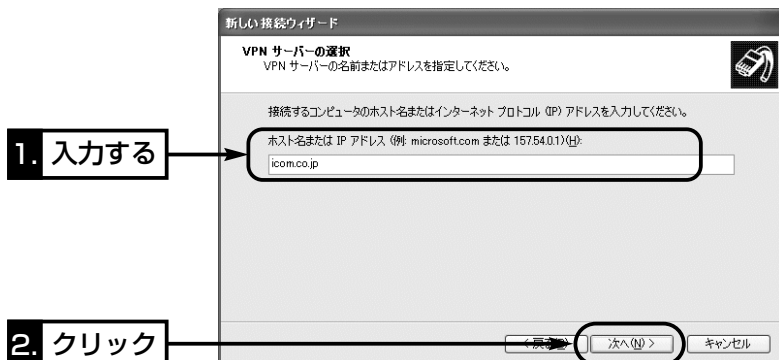 新しい接続ウィザード
VPN サーバーの選択
VPN サーバーの名前またはアドレスを指定してください。
接続するコンピュータのホスト名またはインターネット プロトコル (IP) アドレスを入力してください。
1. 入力する
ホスト名または IP アドレス (例: microsoft.com または 157.54.0.1)(H):
icom.co.jp
2. クリック
次へ(N) >
キャンセル